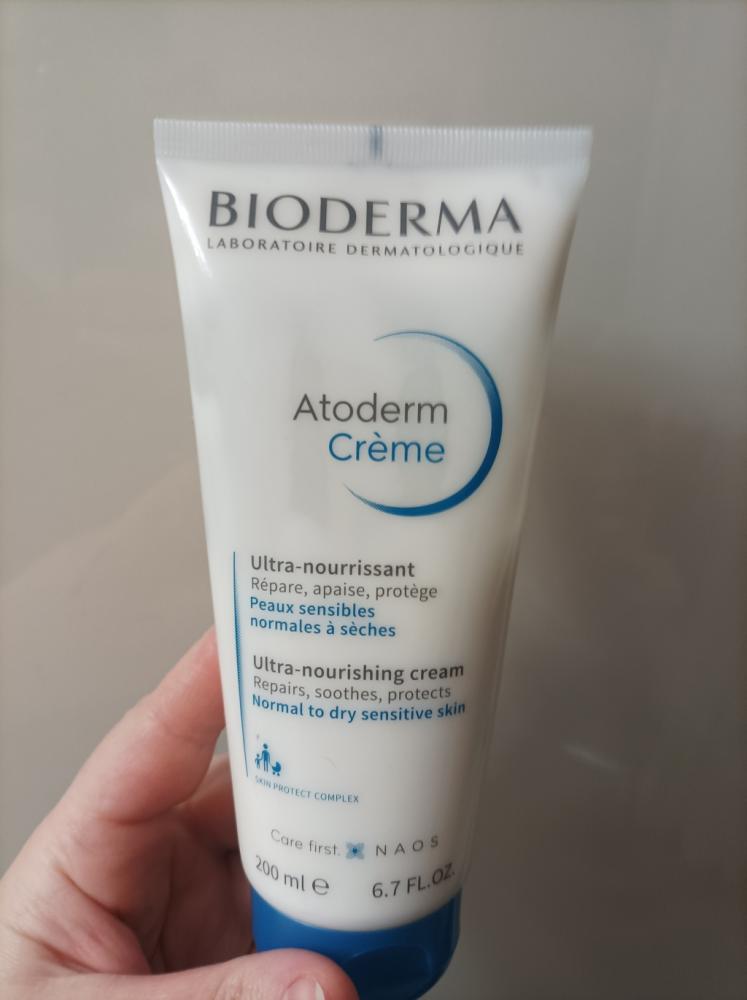 BIODERMA
LABORATOIRE DERMATOLOGIQUE
Atoderm
Crème
Ultra-nourrissant
Répare, apaise, protège
Peaux sensibles
normales à sèches
Ultra-nourishing cream
Repairs, soothes, protects
Normal to dry sensitive skin
SKIN PROTECT COMPLEX
Care first. NAOS
200 ml ℮ 6.7 FL.OZ.